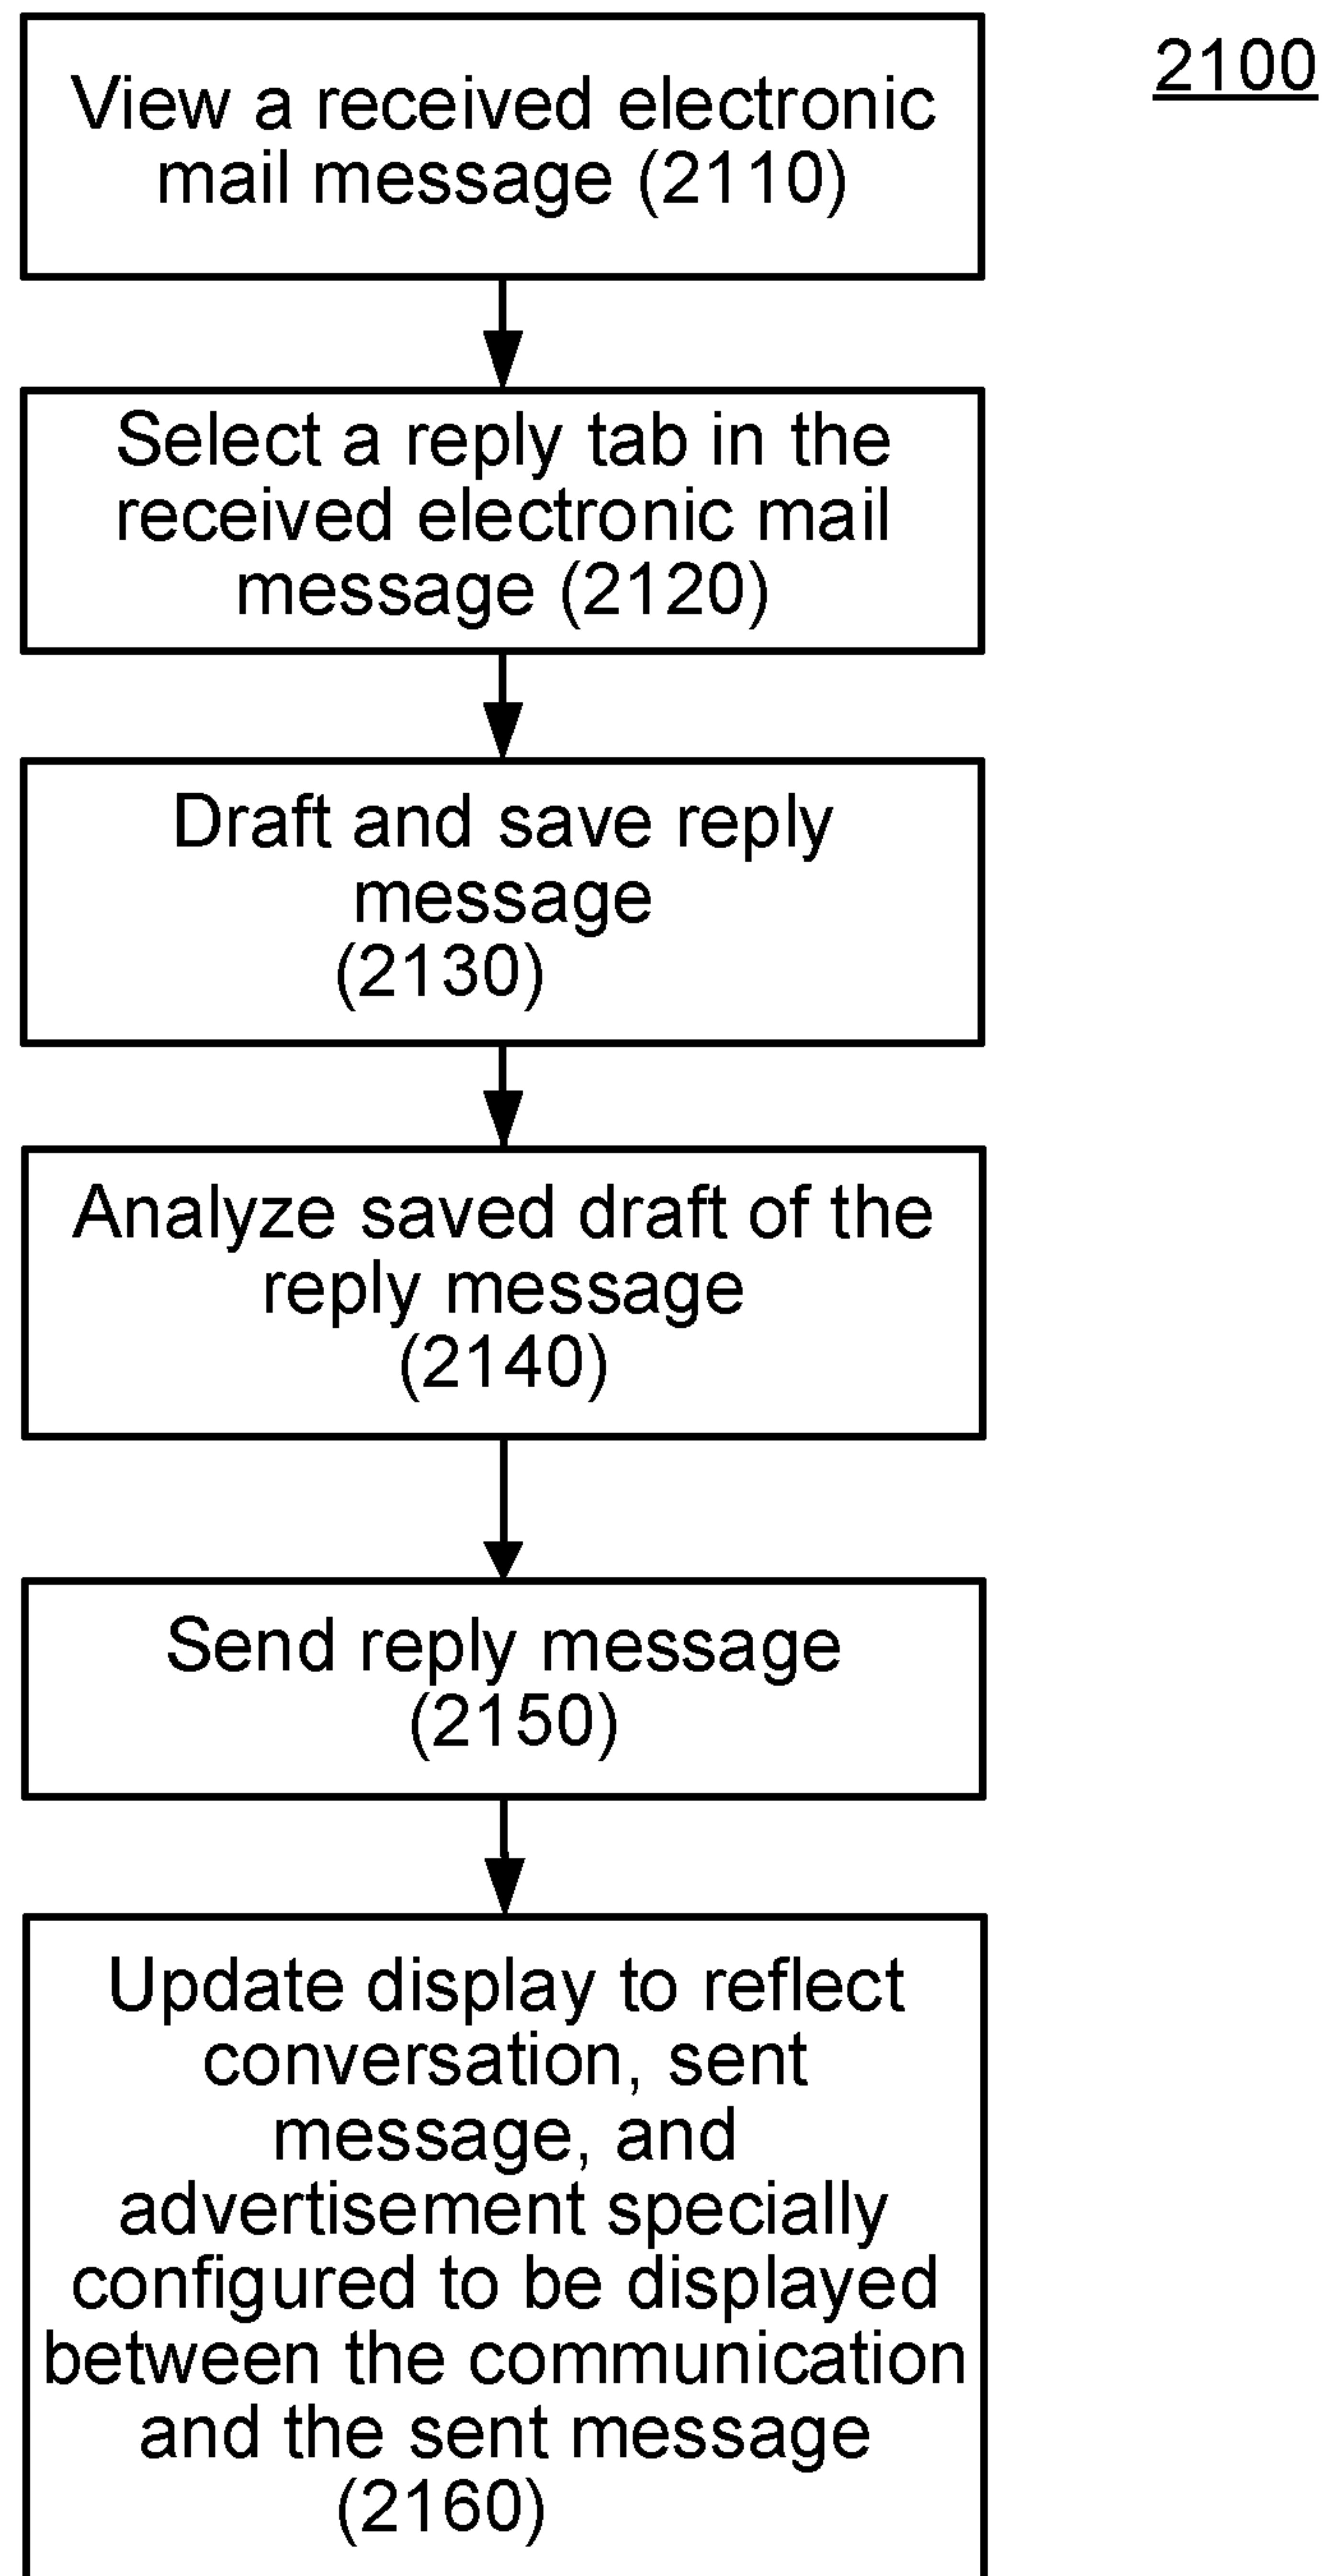 2100
View a received electronic
mail message (2110)
Select a reply tab in the
received electronic mail
message (2120)
Draft and save reply
message
(2130)
Analyze saved draft of the
reply message
(2140)
Send reply message
(2150)
Update display to reflect
conversation, sent
message, and
advertisement specially
configured to be displayed
between the communication
and the sent message
(2160)